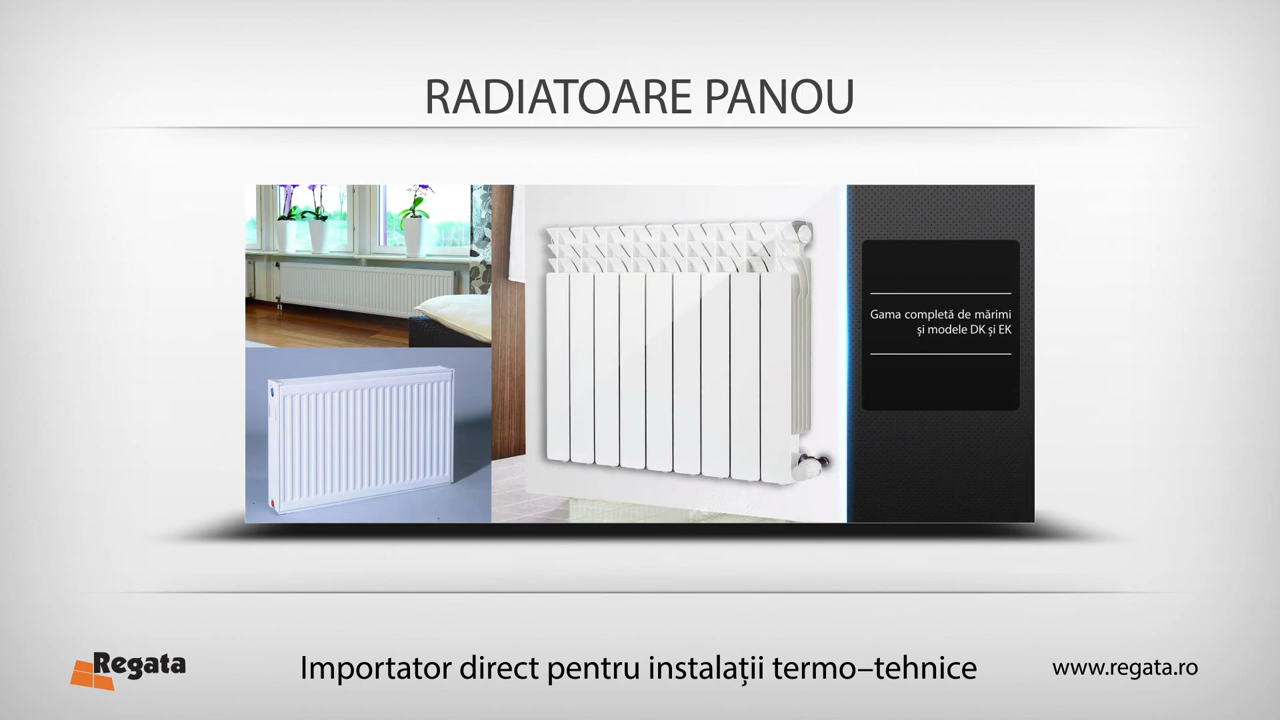 RADIATOARE PANOU
Gama completă de mărimi
și modele DK și EK
Regata
Importator direct pentru instalații termo–tehnice
www.regata.ro